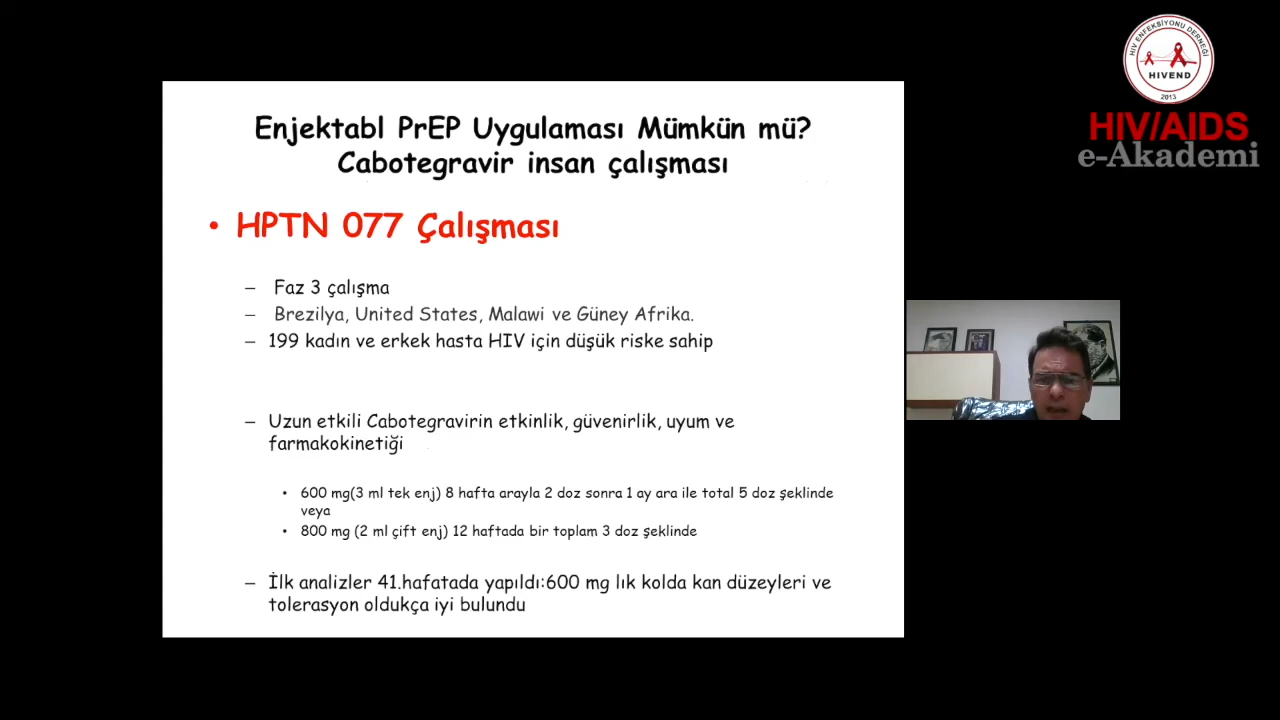 Enjektabl PrEP Uygulaması Mümkün mü?
Cabotegravir insan çalışması
• HPTN 077 Çalışması
– Faz 3 çalışma
– Brezilya, United States, Malawi ve Güney Afrika.
– 199 kadın ve erkek hasta HIV için düşük riske sahip
– Uzun etkili Cabotegravirin etkinlik, güvenirlik, uyum ve
farmakokinetiği
• 600 mg(3 ml tek enj) 8 hafta arayla 2 doz sonra 1 ay ara ile total 5 doz şeklinde
veya
• 800 mg (2 ml çift enj) 12 haftada bir toplam 3 doz şeklinde
– İlk analizler 41.hafatada yapıldı:600 mg lık kolda kan düzeyleri ve
tolerasyon oldukça iyi bulundu
HIV ENFEKSİYONU DERNEĞİ
HIVEND
2013
HIV/AIDS
e-Akademi